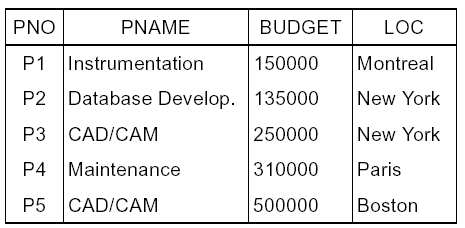 PNO PNAME BUDGET LOC
P1 Instrumentation 150000 Montreal
P2 Database Develop. 135000 New York
P3 CAD/CAM 250000 New York
P4 Maintenance 310000 Paris
P5 CAD/CAM 500000 Boston